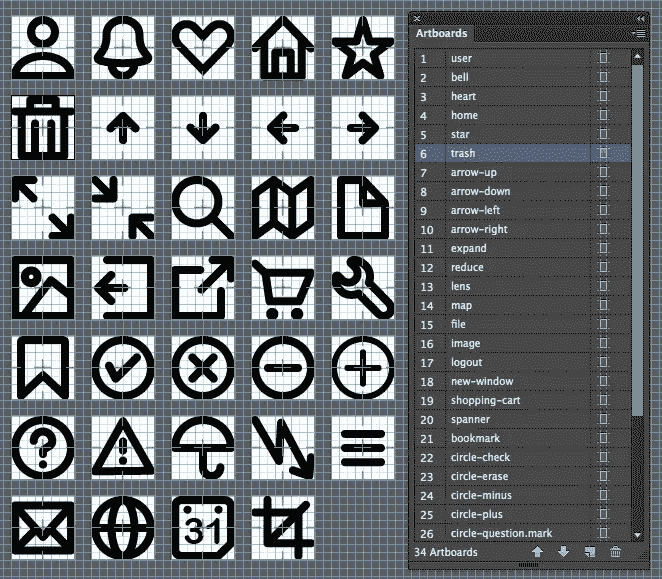 Artboards
1 user
2 bell
3 heart
4 home
5 star
6 trash
7 arrow-up
8 arrow-down
9 arrow-left
10 arrow-right
11 expand
12 reduce
13 lens
14 map
15 file
16 image
17 logout
18 new-window
19 shopping-cart
20 spanner
21 bookmark
22 circle-check
23 circle-erase
24 circle-minus
25 circle-plus
26 circle-question.mark
34 Artboards
?
!
31